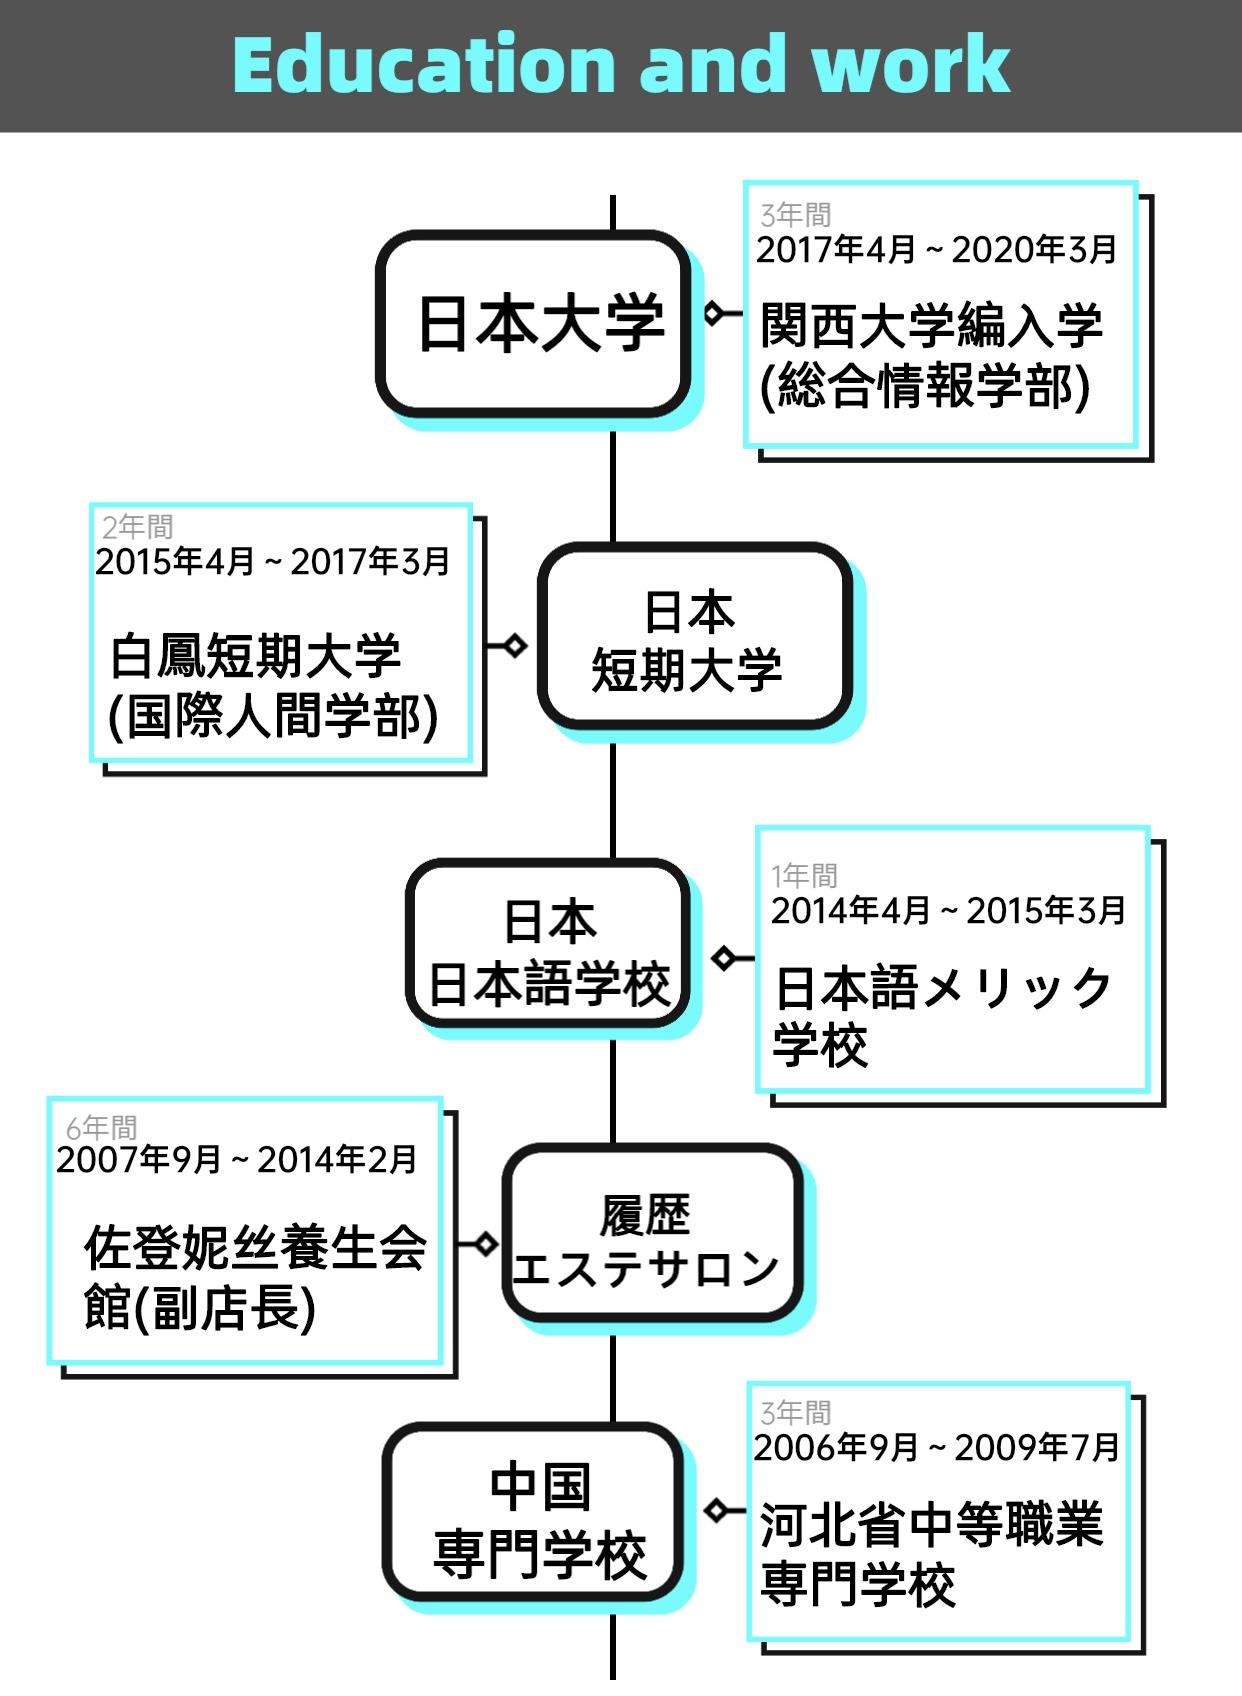 Education and work
日本大学
3年間
2017年4月 ~ 2020年3月
関西大学編入学
(総合情報学部)
2年間
2015年4月 ~ 2017年3月
白鳳短期大学
(国際人間学部)
日本
短期大学
日本
日本語学校
1年間
2014年4月 ~ 2015年3月
日本語メリック
学校
6年間
2007年9月 ~ 2014年2月
佐登妮丝養生会
館(副店長)
履歴
エステサロン
中国
専門学校
3年間
2006年9月 ~ 2009年7月
河北省中等職業
専門学校